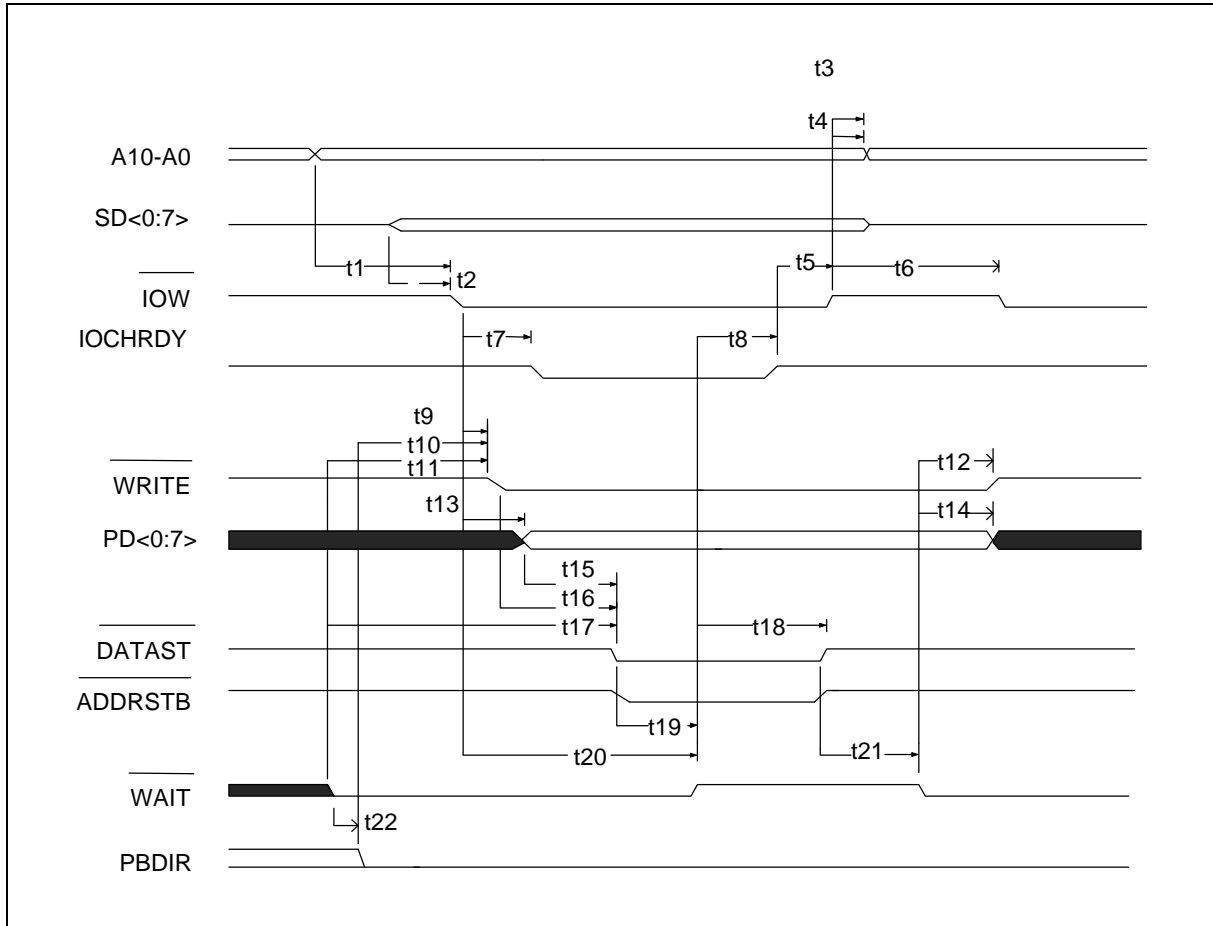 t3
t4
A10-A0
SD<0:7>
t1
t2
t5
t6
IOW
IOCHRDY
t7
t8
t9
t10
t11
t12
WRITE
t13
t14
PD<0:7>
t15
t16
t17
t18
DATAST
ADDRSTB
t19
t20
t21
WAIT
t22
PBDIR